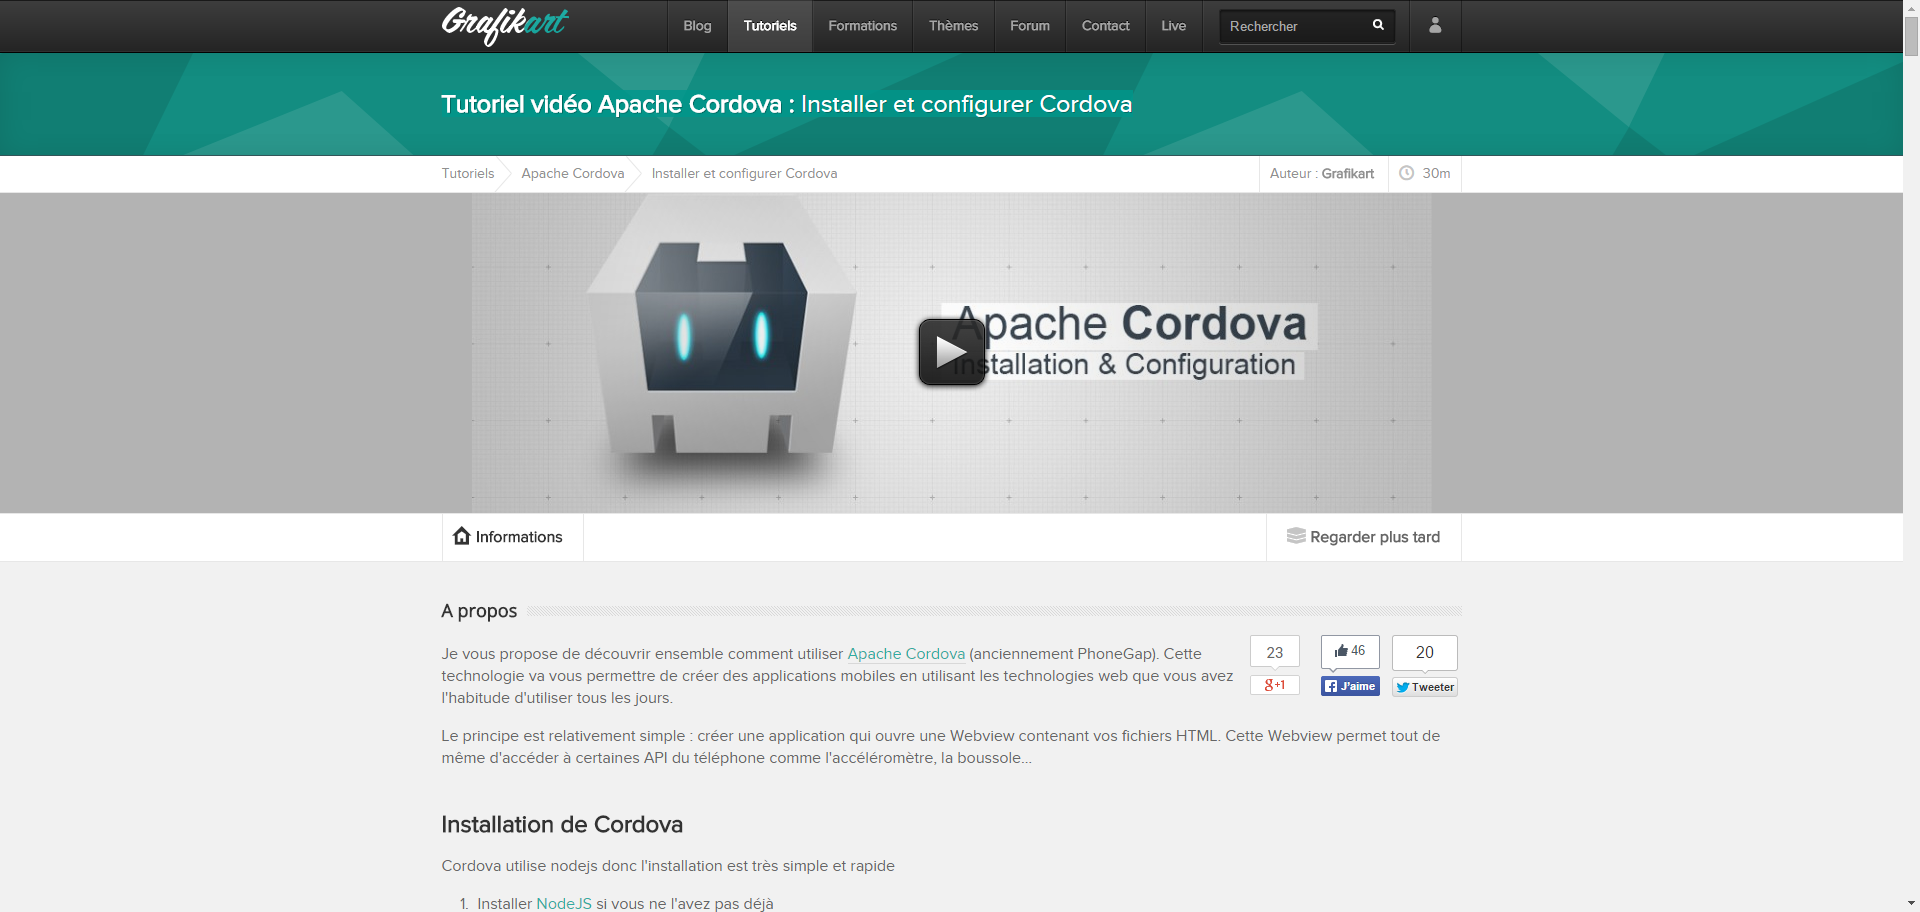 Grafikart
Blog
Tutoriels
Formations
Thèmes
Forum
Contact
Live
Rechercher
Tutoriel vidéo Apache Cordova : Installer et configurer Cordova
Tutoriels
Apache Cordova
Installer et configurer Cordova
Auteur : Grafikart
30m
Apache Cordova
Installation & Configuration
Informations
Regarder plus tard
A propos
Je vous propose de découvrir ensemble comment utiliser Apache Cordova (anciennement PhoneGap). Cette
technologie va vous permettre de créer des applications mobiles en utilisant les technologies web que vous avez
l'habitude d'utiliser tous les jours.
23
g+1
46
J'aime
20
Tweeter
Le principe est relativement simple : créer une application qui ouvre une Webview contenant vos fichiers HTML. Cette Webview permet tout de
même d'accéder à certaines API du téléphone comme l'accéléromètre, la boussole...
Installation de Cordova
Cordova utilise nodejs donc l'installation est très simple et rapide
1. Installer NodeJS si vous ne l'avez pas déjà